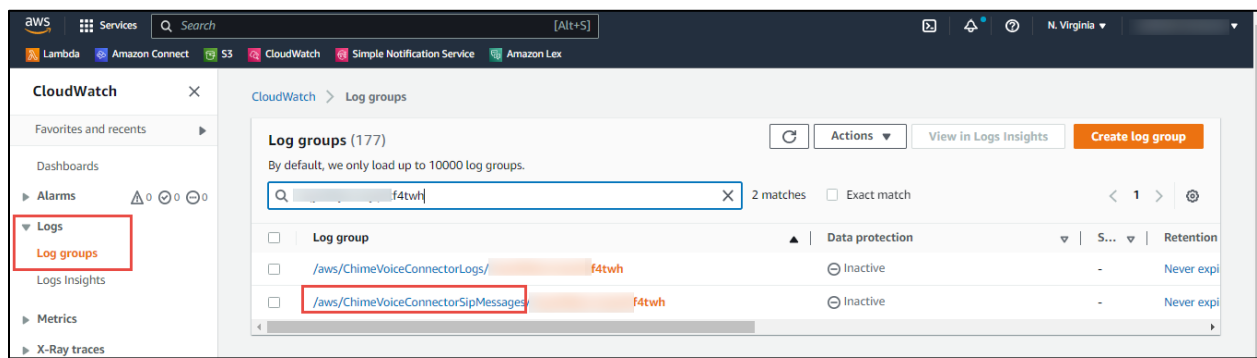 aws Services Search [Alt+S] N. Virginia
Lambda Amazon Connect S3 CloudWatch Simple Notification Service Amazon Lex
CloudWatch
Favorites and recents
Dashboards
Alarms 0 0 0
Logs
Log groups
Logs Insights
Metrics
X-Ray traces
CloudWatch > Log groups
Log groups (177)
Actions View in Logs Insights Create log group
By default, we only load up to 10000 log groups.
f4twh 2 matches Exact match < 1 >
Log group Data protection S... Retention
/aws/ChimeVoiceConnectorLogs/ f4twh Inactive - Never expi
/aws/ChimeVoiceConnectorSipMessages/ f4twh Inactive - Never expi